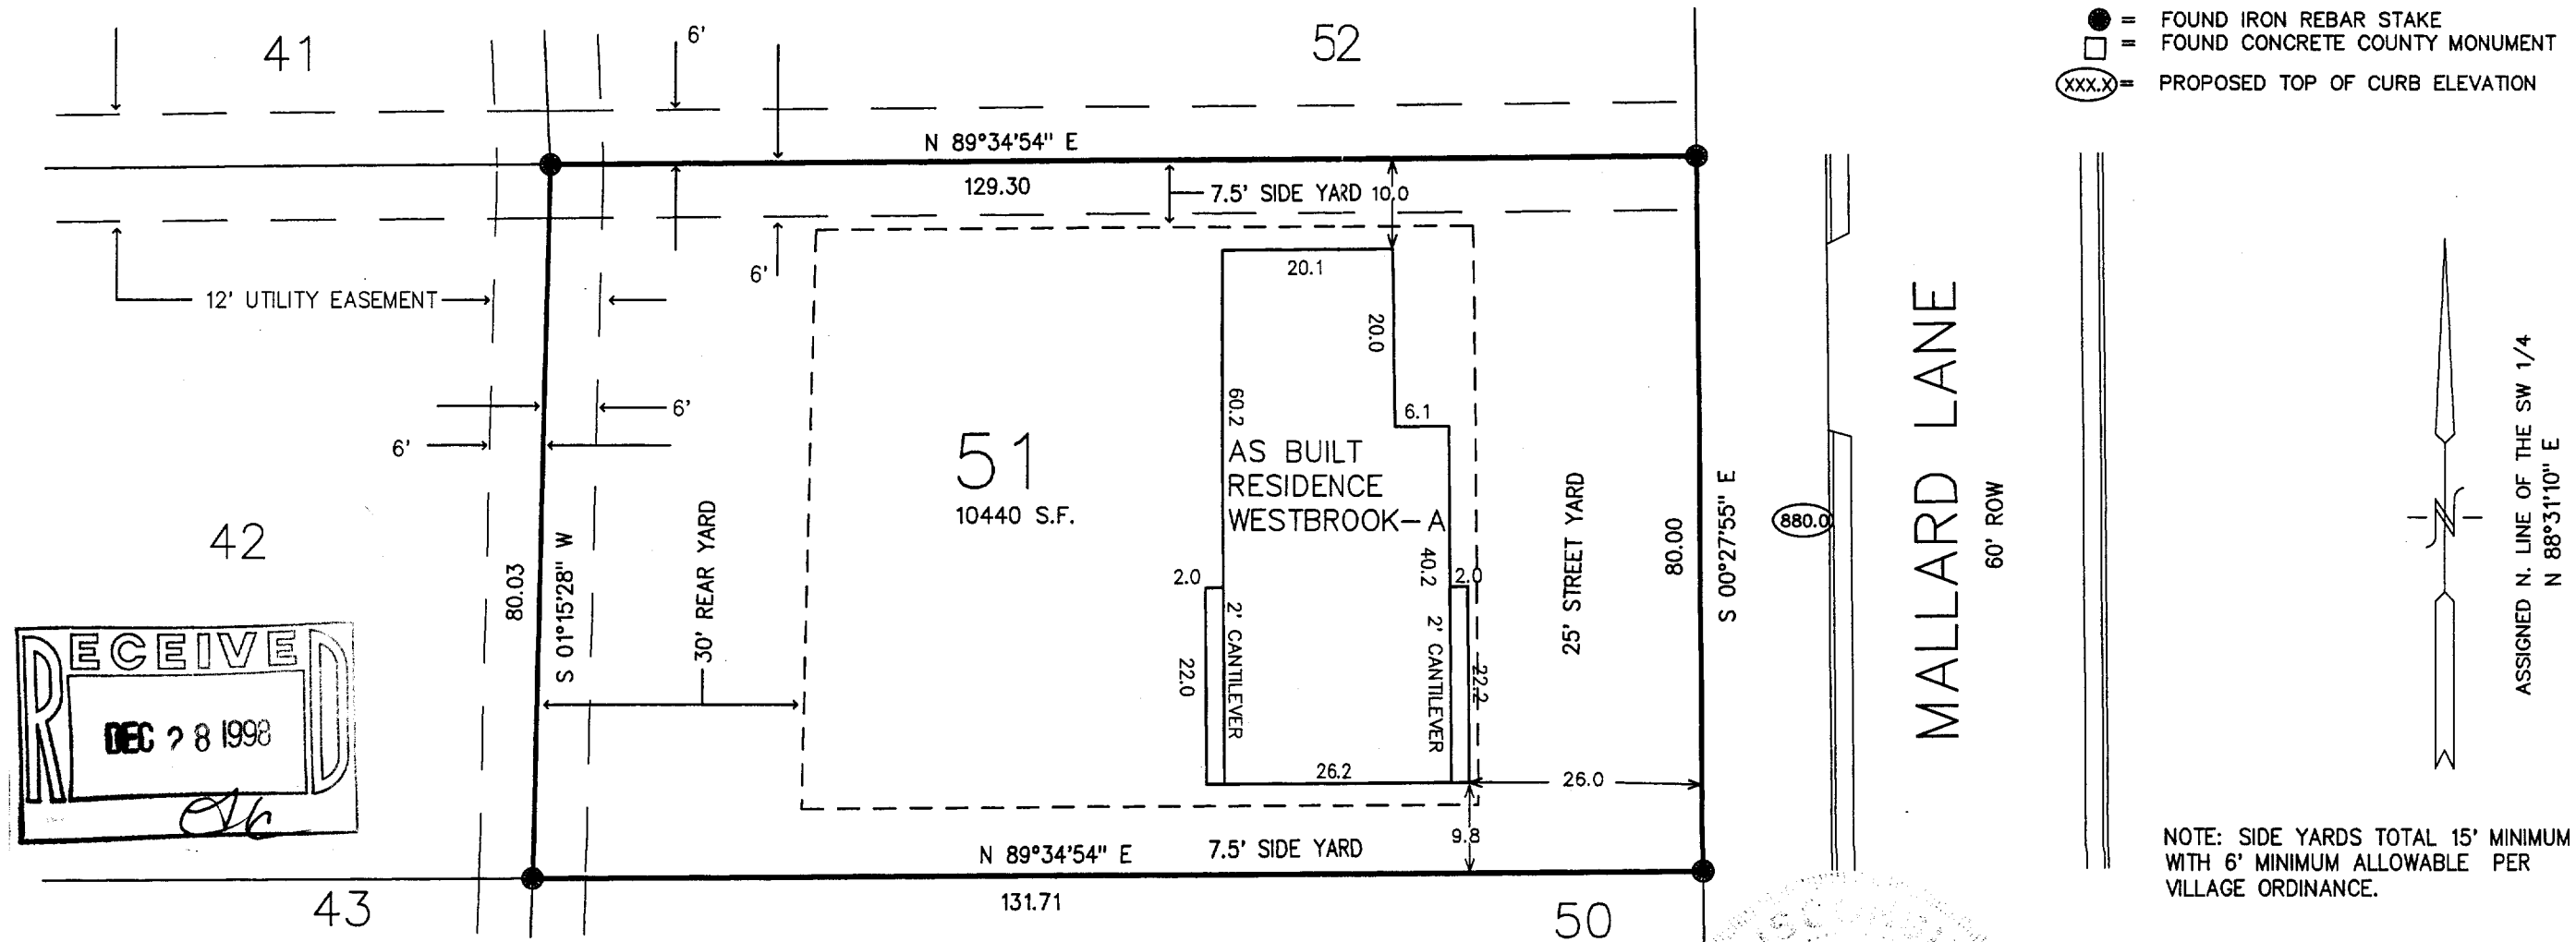 = FOUND IRON REBAR STAKE
= FOUND CONCRETE COUNTY MONUMENT
XXX.X = PROPOSED TOP OF CURB ELEVATION
41
6'
52
N 89°34'54" E
129.30
7.5' SIDE YARD
10.0
6'
20.1
12' UTILITY EASEMENT
20.0
6.1
6'
6'
60.2
51
10440 S.F.
AS BUILT
RESIDENCE
WESTBROOK-A
42
80.03
S 01°15'28" W
30' REAR YARD
2.0
22.0
2' CANTILEVER
40.2
2.0
2' CANTILEVER
22.2
26.2
26.0
9.8
25' STREET YARD
80.00
S 00°27'55" E
880.0
MALLARD LANE
60' ROW
N
ASSIGNED N. LINE OF THE SW 1/4
N 88°31'10" E
RECEIVED
DEC 28 1998
N 89°34'54" E
7.5' SIDE YARD
131.71
43
50
NOTE: SIDE YARDS TOTAL 15' MINIMUM
WITH 6' MINIMUM ALLOWABLE PER
VILLAGE ORDINANCE.